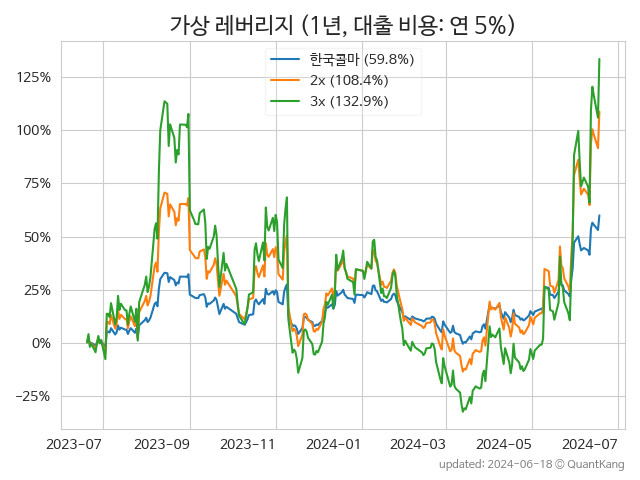 가상 레버리지 (1년, 대출 비용: 연 5%)
한국콜마 (59.8%)
2x (108.4%)
3x (132.9%)
125%
100%
75%
50%
25%
0%
−25%
2023-07 2023-09 2023-11 2024-01 2024-03 2024-05 2024-07
updated: 2024-06-18 © QuantKang